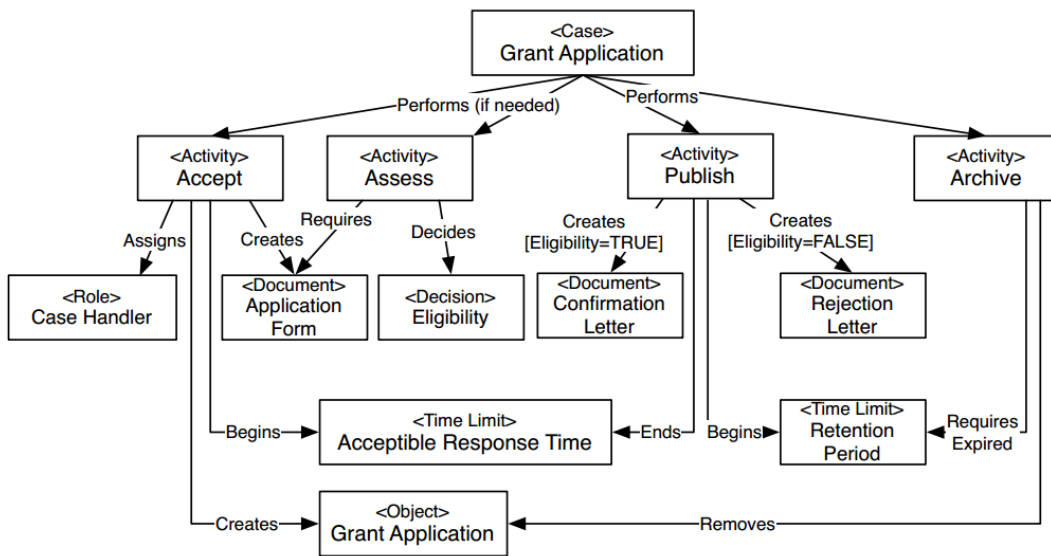 <Case>
Grant Application
Performs (if needed)
Performs
<Activity>
Accept
<Activity>
Assess
<Activity>
Publish
<Activity>
Archive
Assigns
Creates
Requires
Decides
Creates
[Eligibility=TRUE]
Creates
[Eligibility=FALSE]
<Role>
Case Handler
<Document>
Application
Form
<Decision>
Eligibility
<Document>
Confirmation
Letter
<Document>
Rejection
Letter
Begins
<Time Limit>
Acceptible Response Time
Ends
Begins
<Time Limit>
Retention
Period
Requires
Expired
Creates
<Object>
Grant Application
Removes